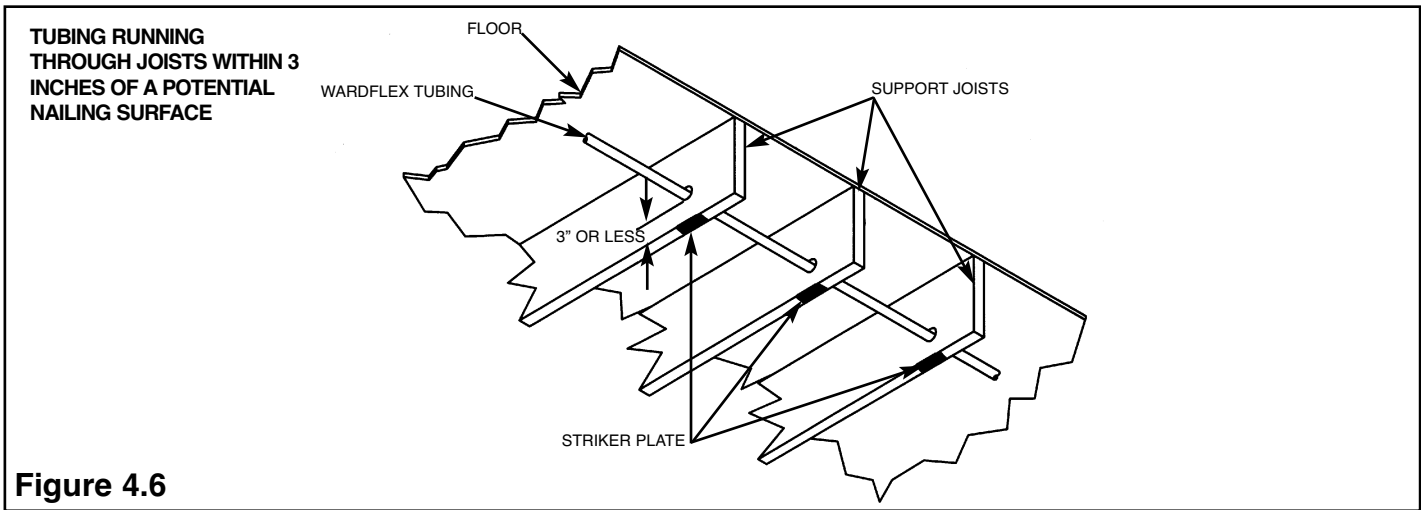 TUBING RUNNING
THROUGH JOISTS WITHIN 3
INCHES OF A POTENTIAL
NAILING SURFACE
FLOOR
WARDFLEX TUBING
SUPPORT JOISTS
3” OR LESS
STRIKER PLATE
Figure 4.6